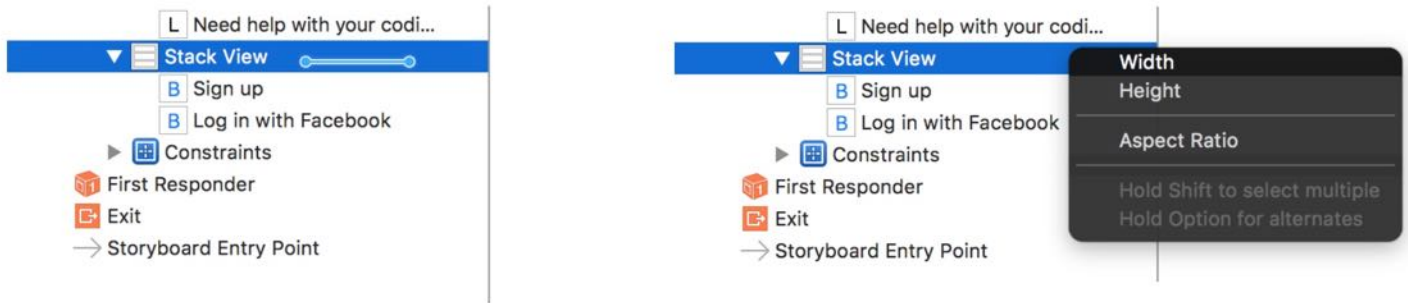 L Need help with your codi...
Stack View
B Sign up
B Log in with Facebook
Constraints
First Responder
Exit
Storyboard Entry Point
L Need help with your codi...
Stack View
B Sign up
B Log in with Facebook
Constraints
First Responder
Exit
Storyboard Entry Point
Width
Height
Aspect Ratio
Hold Shift to select multiple
Hold Option for alternates